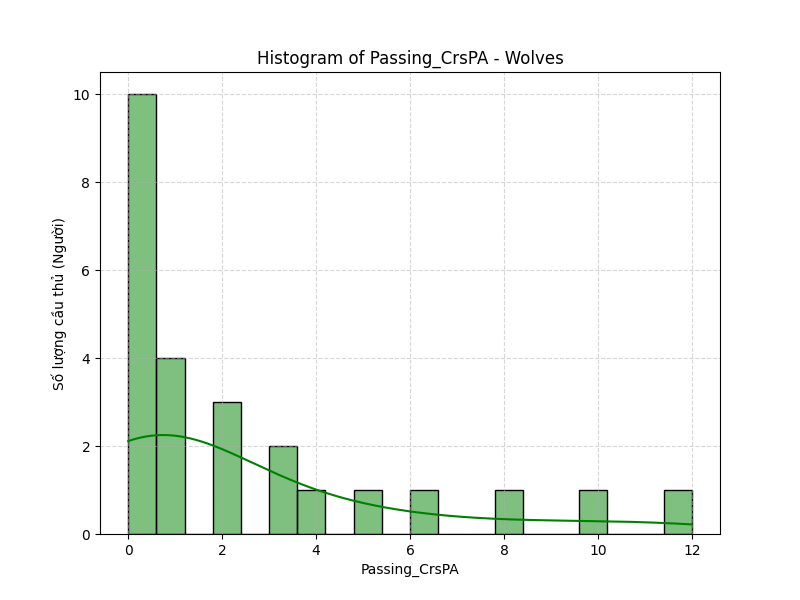 Histogram of Passing_CrsPA - Wolves
Số lượng cầu thủ (Người)
10
8
6
4
2
0
0 2 4 6 8 10 12
Passing_CrsPA